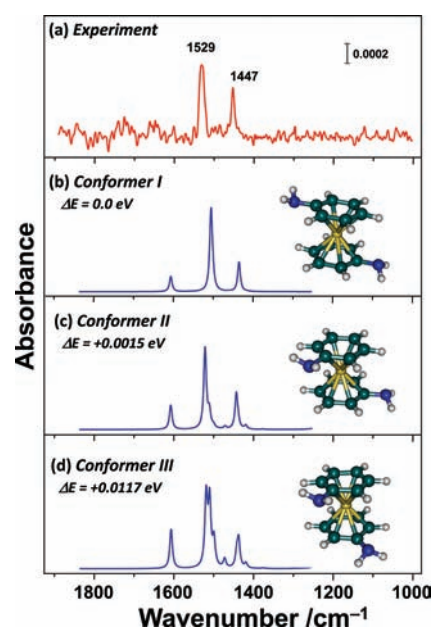 (a) Experiment
1529
1447
0.0002
(b) Conformer I
ΔE = 0.0 eV
(c) Conformer II
ΔE = +0.0015 eV
(d) Conformer III
ΔE = +0.0117 eV
Absorbance
1800 1600 1400 1200 1000
Wavenumber /cm⁻¹